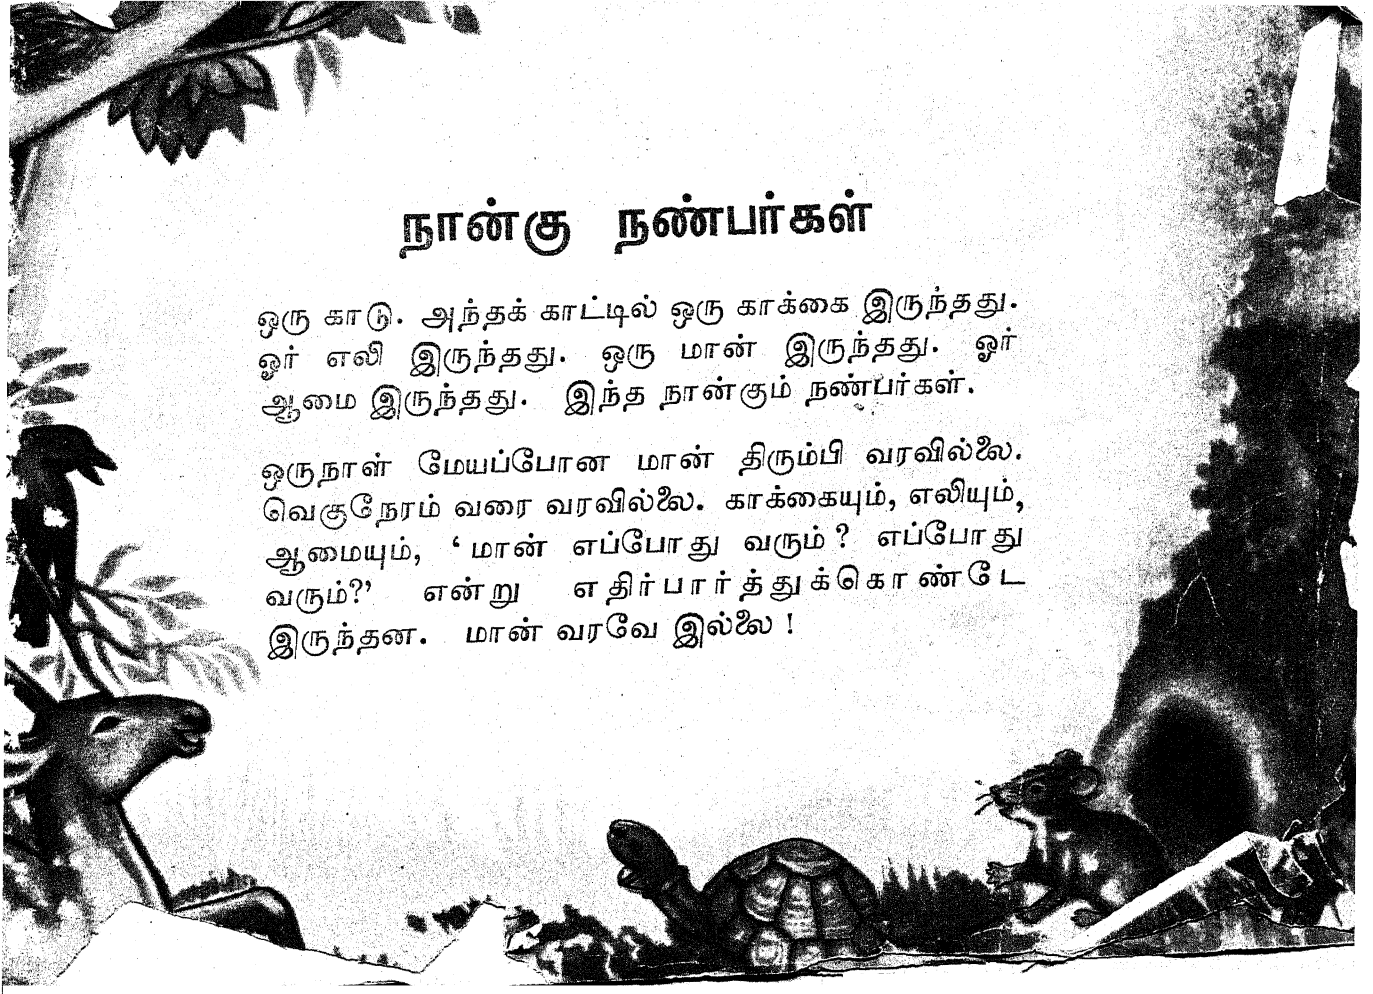 நான்கு நண்பர்கள்
ஒரு காடு. அந்தக் காட்டில் ஒரு காக்கை இருந்தது.
ஓர் எலி இருந்தது. ஒரு மான் இருந்தது. ஓர்
ஆமை இருந்தது. இந்த நான்கும் நண்பர்கள்.
ஒருநாள் மேயப்போன மான் திரும்பி வரவில்லை.
வெகுநேரம் வரை வரவில்லை. காக்கையும், எலியும்,
ஆமையும், ‘மான் எப்போது வரும்? எப்போது
வரும்?’ என்று எதிர்பார்த்துக்கொண்டே
இருந்தன. மான் வரவே இல்லை!